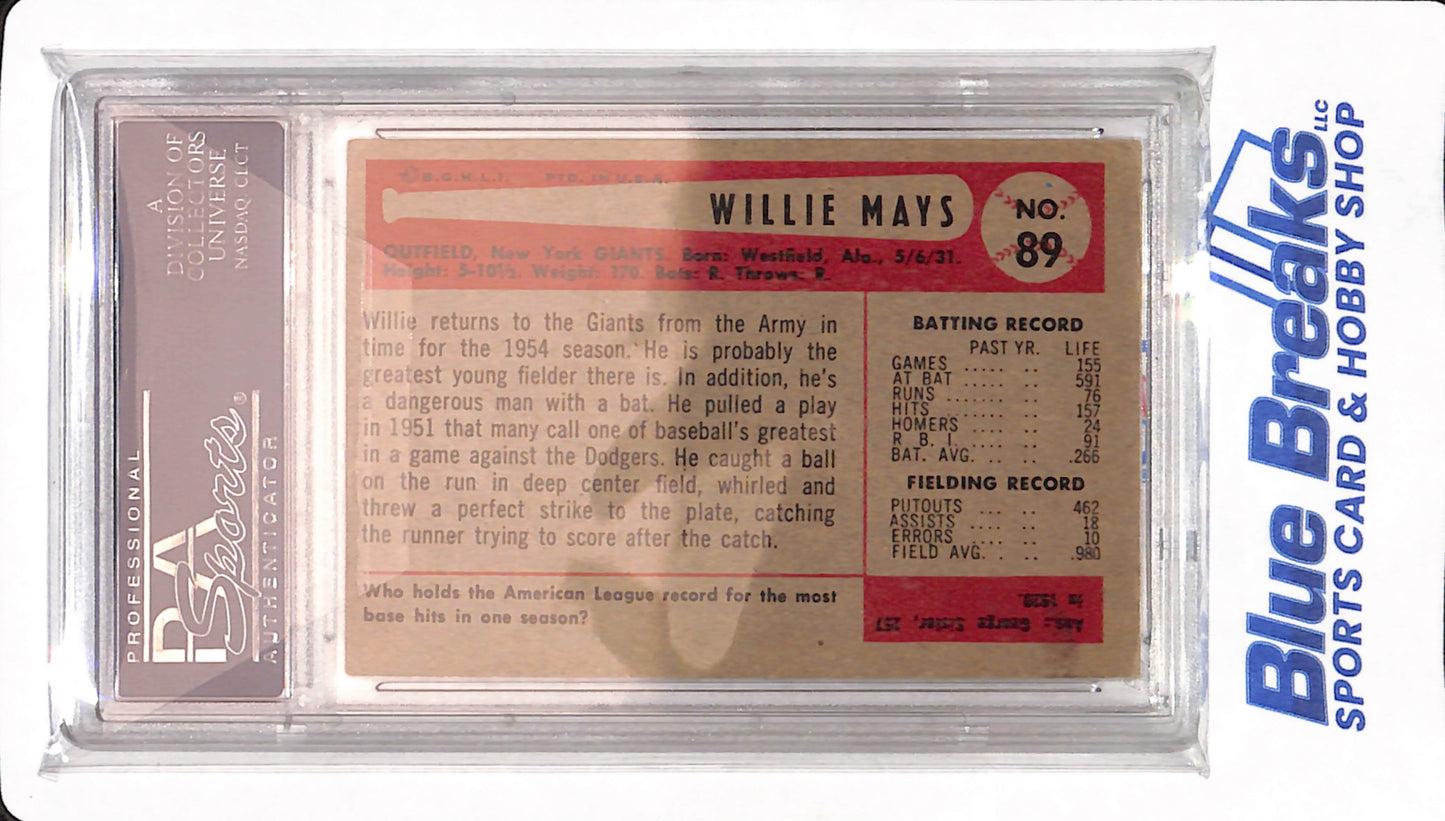 A
DIVISION OF
COLLECTORS
UNIVERSE
NASDAQ CLCT
PROFESSIONAL
PSA
Sports®
AUTHENTICATOR
© B.G.H.L.I. PTD. IN U.S.A.
WILLIE MAYS
NO.
89
OUTFIELD, New York GIANTS. Born: Westfield, Ala., 5/6/31.
Height: 5-10½. Weight: 170. Bats: R. Throws: R.
Willie returns to the Giants from the Army in
time for the 1954 season. He is probably the
greatest young fielder there is. In addition, he's
a dangerous man with a bat. He pulled a play
in 1951 that many call one of baseball's greatest
in a game against the Dodgers. He caught a ball
on the run in deep center field, whirled and
threw a perfect strike to the plate, catching
the runner trying to score after the catch.
Who holds the American League record for the most
base hits in one season?
BATTING RECORD
PAST YR. LIFE
GAMES ..... .. 155
AT BAT ..... .. 591
RUNS ....... .. 76
HITS ...... .. 157
HOMERS .... .. 24
R. B. I. .... .. 91
BAT. AVG. .. .. .266
FIELDING RECORD
PUTOUTS .... .. 462
ASSISTS .... .. 18
ERRORS .... .. 10
FIELD AVG. .. .. .980
Ans.: George Sisler, 257
in 1920.
Blue Breaks LLC
SPORTS CARD & HOBBY SHOP